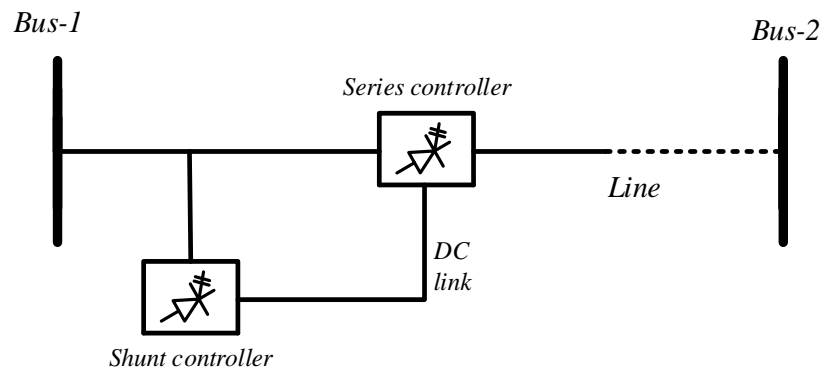 Bus-1
Bus-2
Series controller
Line
DC
link
Shunt controller